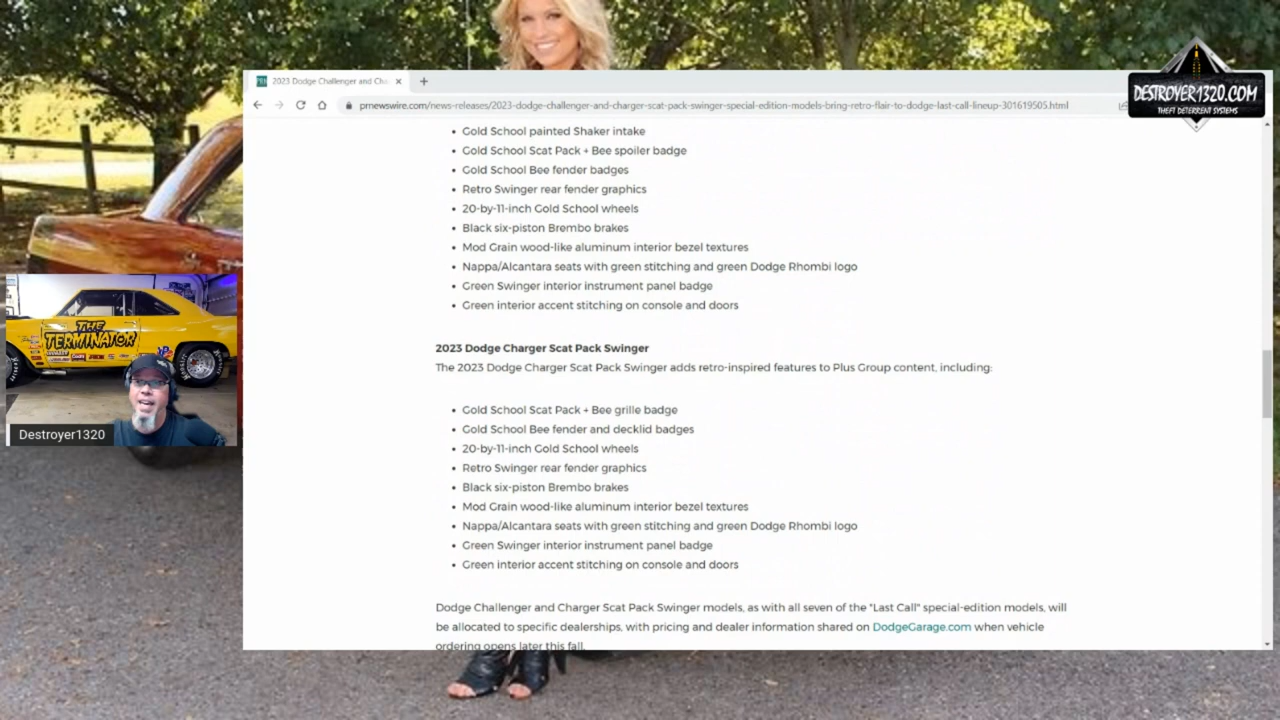 2023 Dodge Challenger and Cha
prnewswire.com/news-releases/2023-dodge-challenger-and-charger-scat-pack-swinger-special-edition-models-bring-retro-flair-to-dodge-last-call-lineup-301619505.html
DESTROYER1320.COM
THEFT DETERRENT SYSTEMS
• Gold School painted Shaker intake
• Gold School Scat Pack + Bee spoiler badge
• Gold School Bee fender badges
• Retro Swinger rear fender graphics
• 20-by-11-inch Gold School wheels
• Black six-piston Brembo brakes
• Mod Grain wood-like aluminum interior bezel textures
• Nappa/Alcantara seats with green stitching and green Dodge Rhombi logo
• Green Swinger interior instrument panel badge
• Green interior accent stitching on console and doors
2023 Dodge Charger Scat Pack Swinger
The 2023 Dodge Charger Scat Pack Swinger adds retro-inspired features to Plus Group content, including:
• Gold School Scat Pack + Bee grille badge
• Gold School Bee fender and decklid badges
• 20-by-11-inch Gold School wheels
• Retro Swinger rear fender graphics
• Black six-piston Brembo brakes
• Mod Grain wood-like aluminum interior bezel textures
• Nappa/Alcantara seats with green stitching and green Dodge Rhombi logo
• Green Swinger interior instrument panel badge
• Green interior accent stitching on console and doors
Dodge Challenger and Charger Scat Pack Swinger models, as with all seven of the "Last Call" special-edition models, will
be allocated to specific dealerships, with pricing and dealer information shared on DodgeGarage.com when vehicle
ordering opens later this fall.
THE
TERMINATOR
Destroyer1320